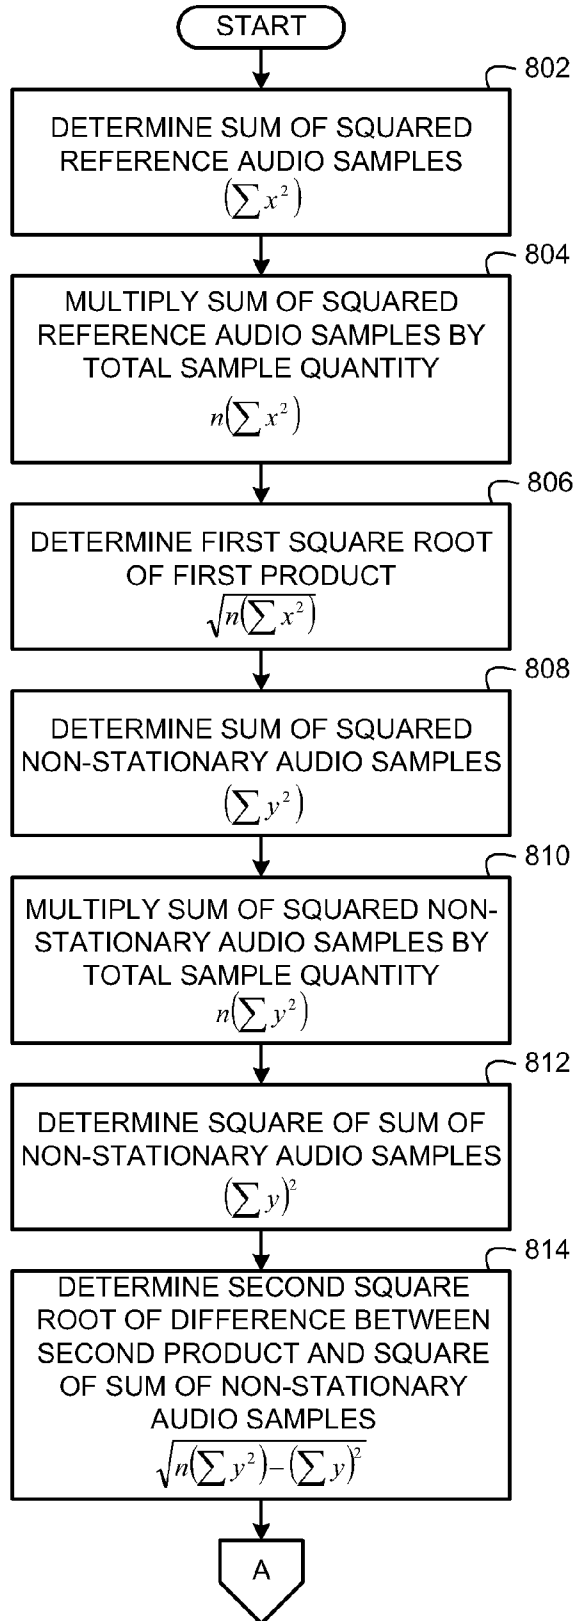 START
802
DETERMINE SUM OF SQUARED
REFERENCE AUDIO SAMPLES
(∑ x²)
804
MULTIPLY SUM OF SQUARED
REFERENCE AUDIO SAMPLES BY
TOTAL SAMPLE QUANTITY
n(∑ x²)
806
DETERMINE FIRST SQUARE ROOT
OF FIRST PRODUCT
√(n(∑ x²))
808
DETERMINE SUM OF SQUARED
NON-STATIONARY AUDIO SAMPLES
(∑ y²)
810
MULTIPLY SUM OF SQUARED NON-
STATIONARY AUDIO SAMPLES BY
TOTAL SAMPLE QUANTITY
n(∑ y²)
812
DETERMINE SQUARE OF SUM OF
NON-STATIONARY AUDIO SAMPLES
(∑ y)²
814
DETERMINE SECOND SQUARE
ROOT OF DIFFERENCE BETWEEN
SECOND PRODUCT AND SQUARE
OF SUM OF NON-STATIONARY
AUDIO SAMPLES
√(n(∑ y²)−(∑ y)²)
A